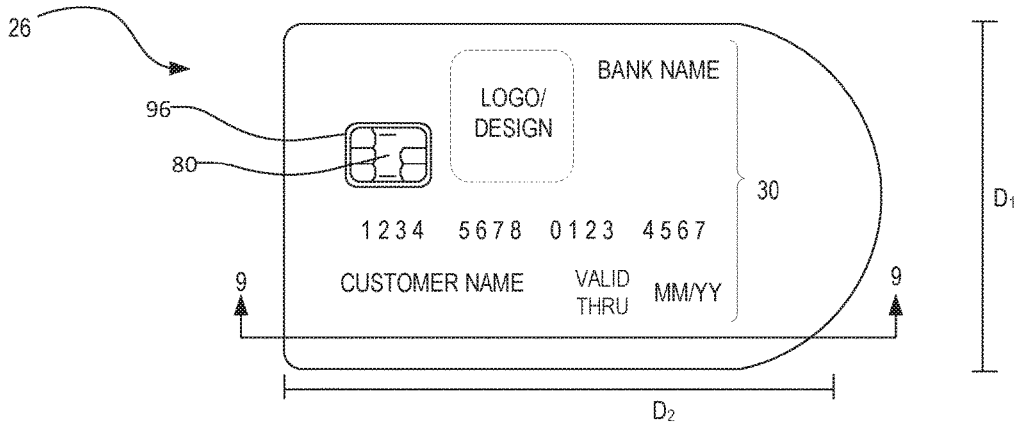 26
96
80
LOGO/
DESIGN
BANK NAME
30
D₁
1234 5678 0123 4567
CUSTOMER NAME
VALID
THRU
MM/YY
9
9
D₂